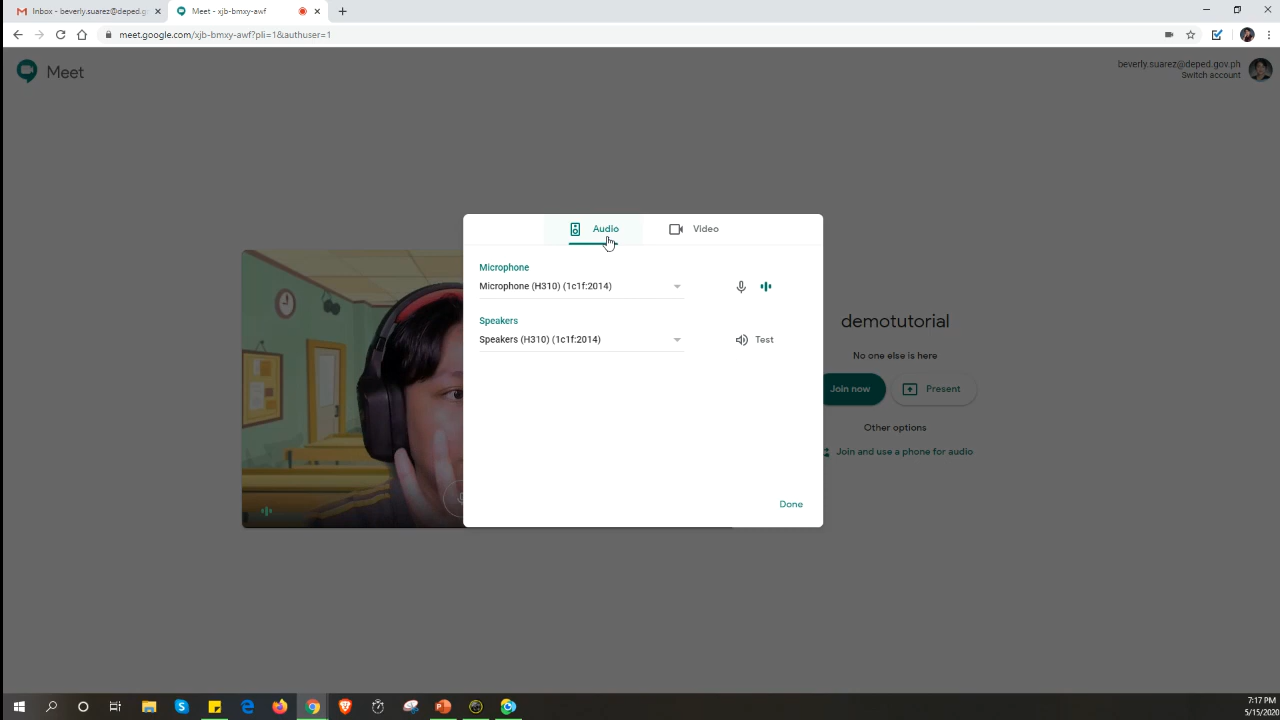 Inbox - beverly.suarez@deped.g
Meet - xjb-bmxy-awf
meet.google.com/xjb-bmxy-awf?pli=1&authuser=1
Meet
beverly.suarez@deped.gov.ph
Switch account
Audio
Video
Microphone
Microphone (H310) (1c1f:2014)
Speakers
Speakers (H310) (1c1f:2014)
Test
Done
demotutorial
No one else is here
Join now
Present
Other options
Join and use a phone for audio
7:17 PM
5/15/2020